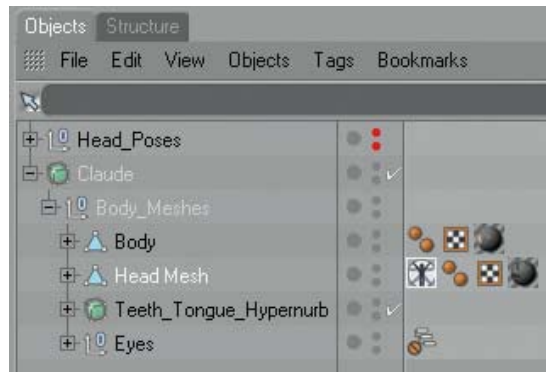 Objects Structure
File Edit View Objects Tags Bookmarks
Head_Poses
Claude
Body_Meshes
Body
Head Mesh
Teeth_Tongue_Hypernurb
Eyes